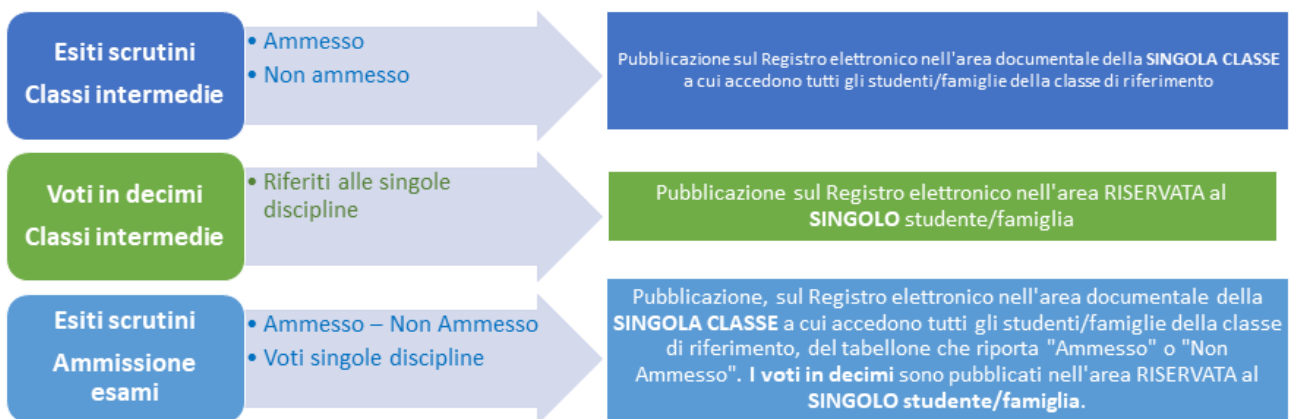 Esiti scrutini
Classi intermedie
• Ammesso
• Non ammesso
Pubblicazione sul Registro elettronico nell'area documentale della SINGOLA CLASSE
a cui accedono tutti gli studenti/famiglie della classe di riferimento
Voti in decimi
Classi intermedie
• Riferiti alle singole
discipline
Pubblicazione sul Registro elettronico nell'area RISERVATA al
SINGOLO studente/famiglia
Esiti scrutini
Ammissione
esami
• Ammesso – Non Ammesso
• Voti singole discipline
Pubblicazione, sul Registro elettronico nell'area documentale della
SINGOLA CLASSE a cui accedono tutti gli studenti/famiglie della classe
di riferimento, del tabellone che riporta "Ammesso" o "Non
Ammesso". I voti in decimi sono pubblicati nell'area RISERVATA al
SINGOLO studente/famiglia.